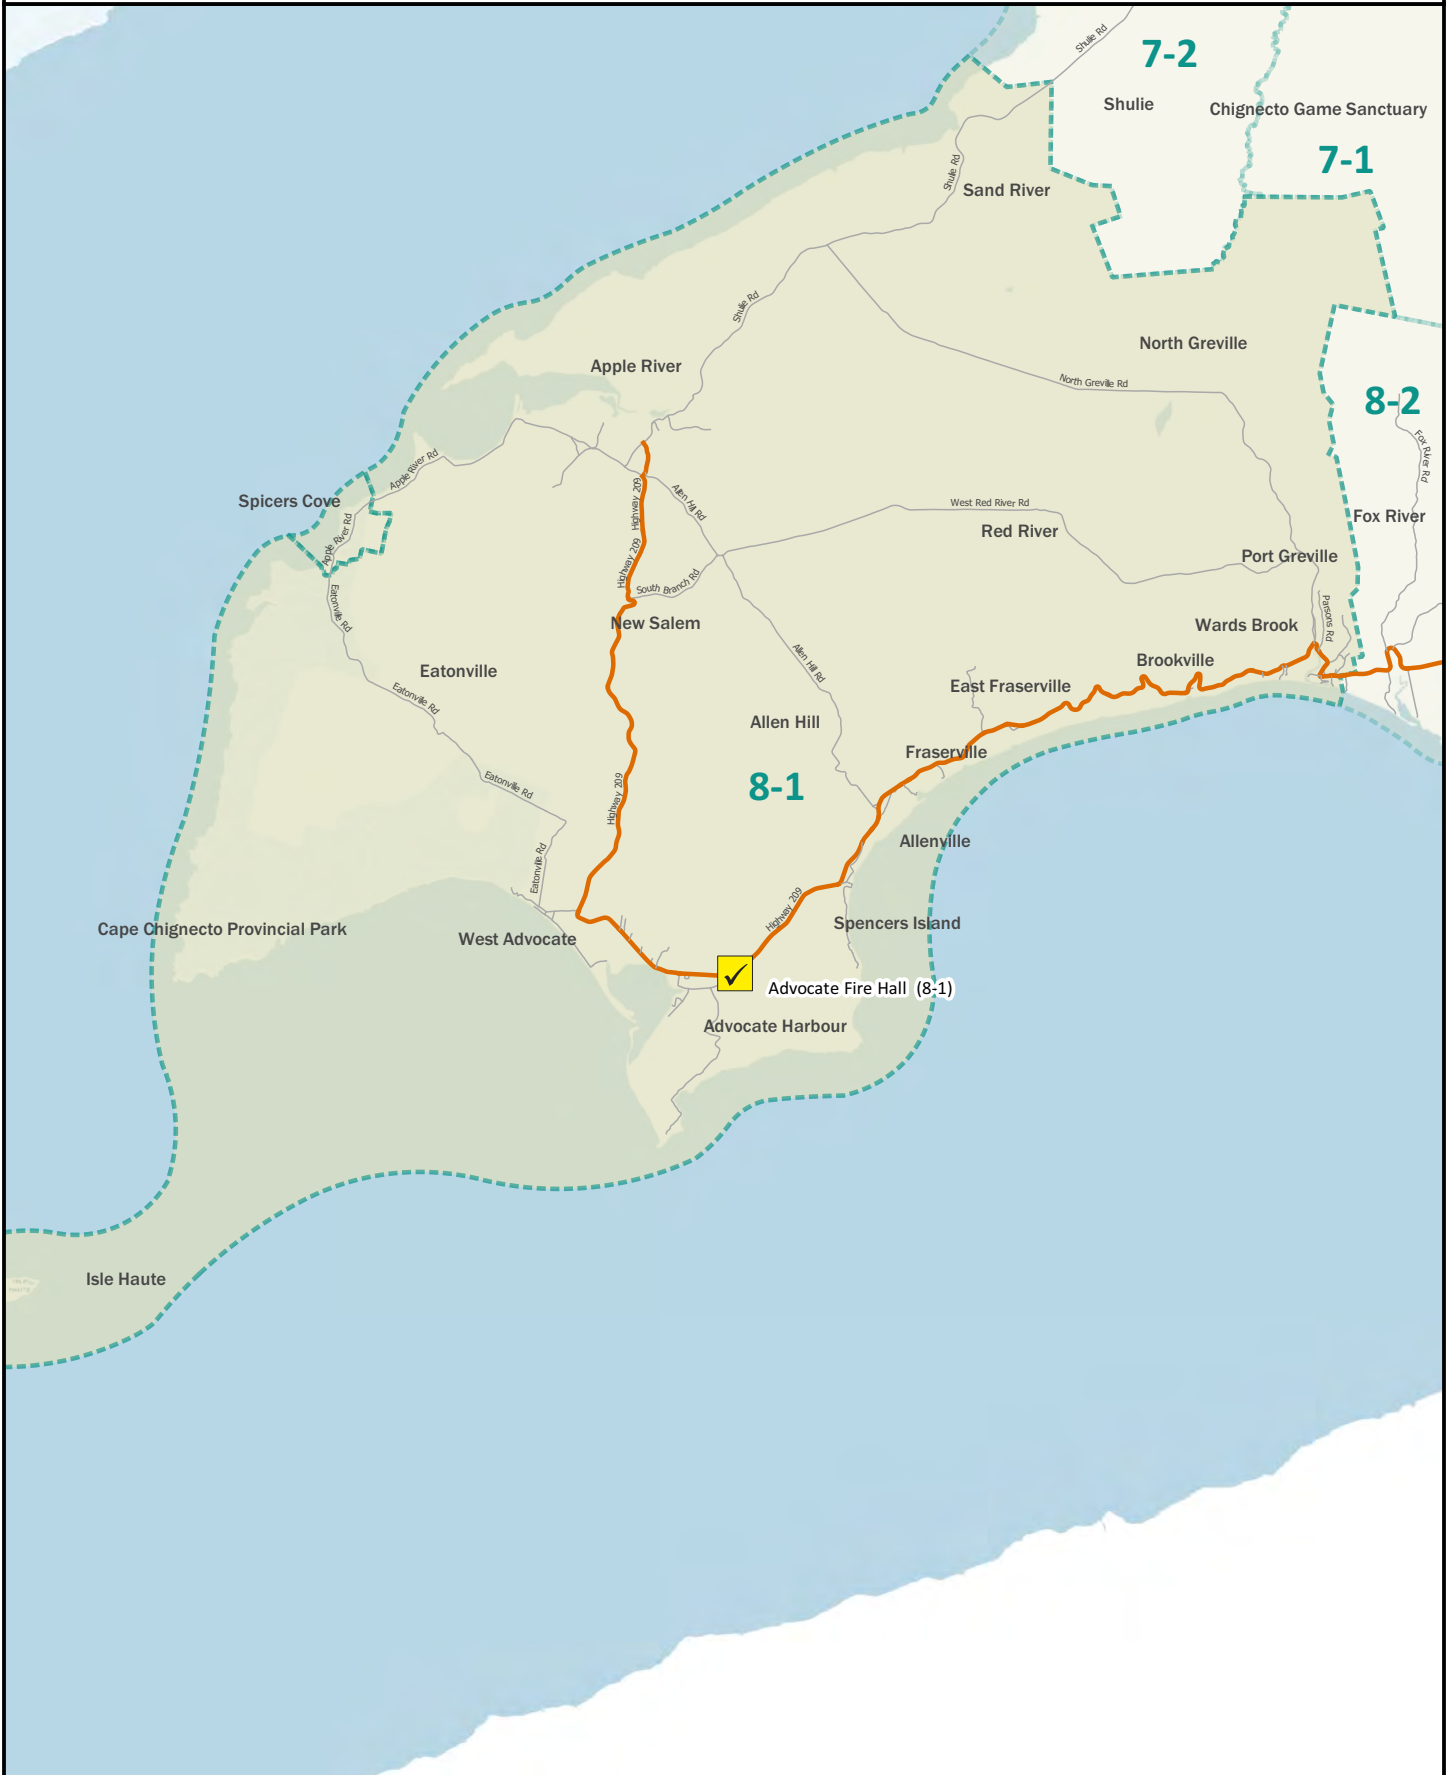 Shulie Rd
7-2
Shulie
Chignecto Game Sanctuary
7-1
Shulie Rd
Sand River
Shulie Rd
North Greville
Apple River
North Greville Rd
8-2
Fox River Rd
Apple River Rd
Highway 209
Allen Hill Rd
Spicers Cove
West Red River Rd
Fox River
Apple River Rd
Red River
Highway 209
Port Greville
South Branch Rd
Eatonville Rd
Parsons Rd
New Salem
Wards Brook
Allen Hill Rd
Brookville
Eatonville
East Fraserville
Eatonville Rd
Allen Hill
Fraserville
Eatonville Rd
8-1
Highway 209
Allenville
Eatonville Rd
Highway 209
Cape Chignecto Provincial Park
Spencers Island
West Advocate
Advocate Fire Hall (8-1)
Advocate Harbour
Isle Haute